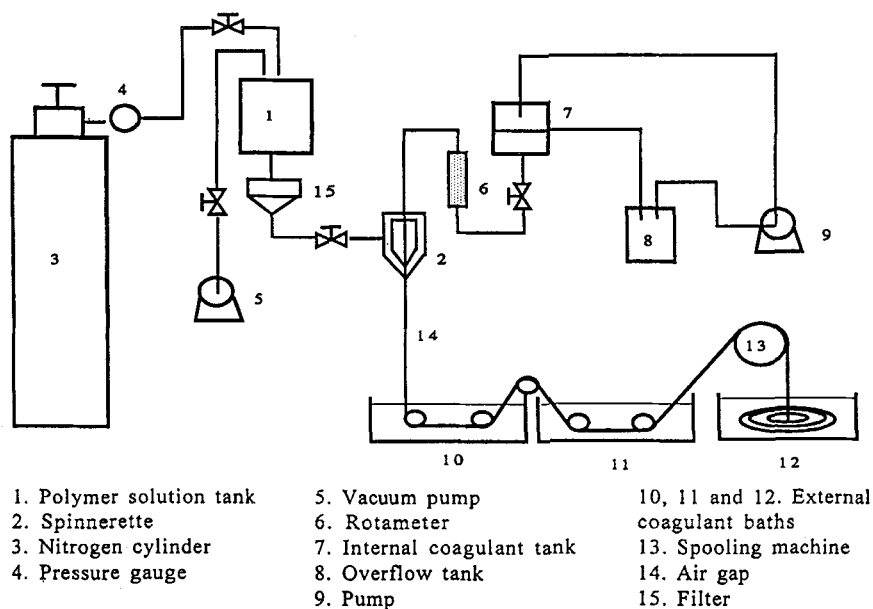 4
1
7
15
6
3
2
8
9
5
14
13
10
11
12
1. Polymer solution tank
2. Spinnerette
3. Nitrogen cylinder
4. Pressure gauge
5. Vacuum pump
6. Rotameter
7. Internal coagulant tank
8. Overflow tank
9. Pump
10, 11 and 12. External
coagulant baths
13. Spooling machine
14. Air gap
15. Filter